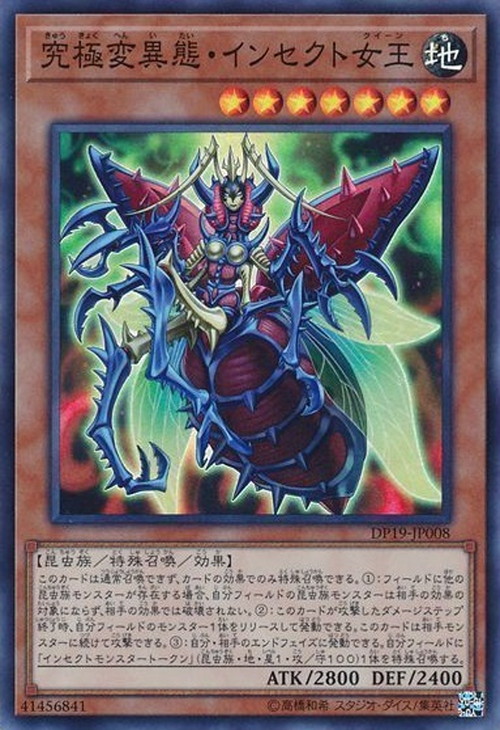 究極変異態・インセクト女王
クイーン
地
DP19-JP008
【昆虫族／特殊召喚／効果】
このカードは通常召喚できず、カードの効果でのみ特殊召喚できる。①：フィールドに他の
昆虫族モンスターが存在する場合、自分フィールドの昆虫族モンスターは相手の効果の
対象にならず、相手の効果では破壊されない。②：このカードが攻撃したダメージステップ
終了時、自分フィールドのモンスター1体をリリースして発動できる。このカードは相手モン
スターに続けて攻撃できる。③：自分・相手のエンドフェイズに発動できる。自分フィールドに
「インセクトモンスタートークン」（昆虫族・地・星1・攻／守100）1体を特殊召喚する。
ATK/2800 DEF/2400
41456841
©高橋和希 スタジオ・ダイス/集英社